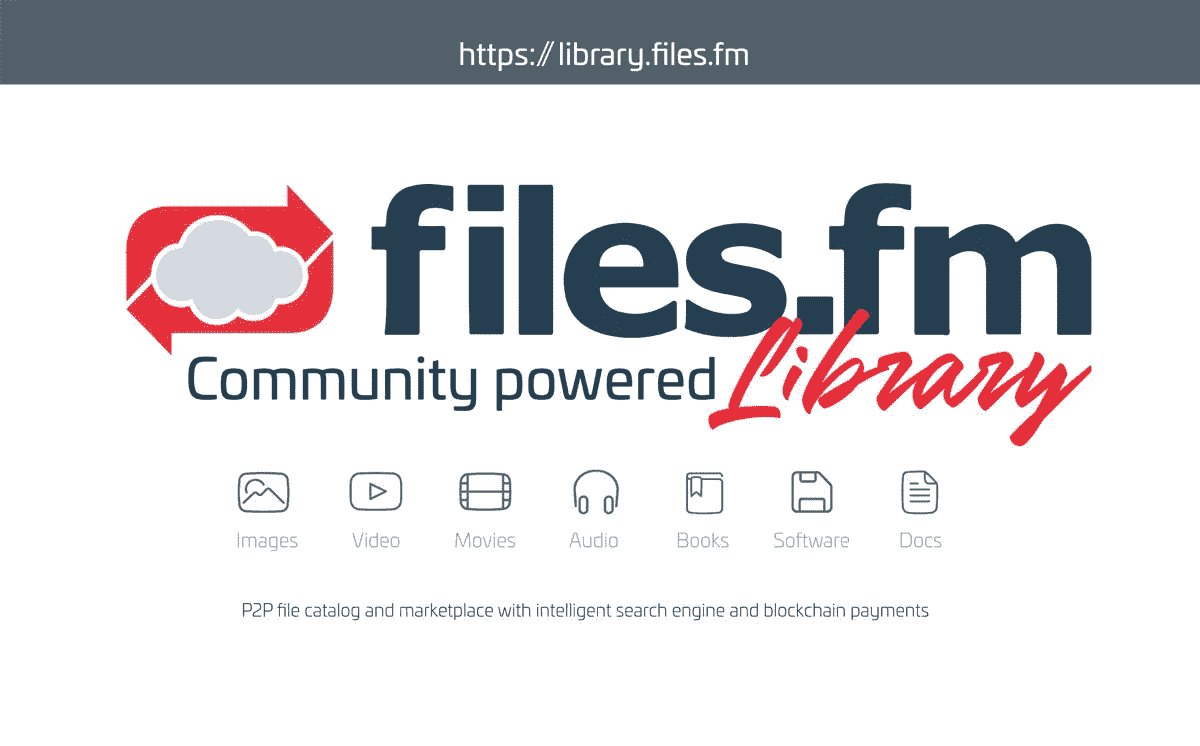 https://library.files.fm
files.fm
Community powered Library
Images Video Movies Audio Books Software Docs
P2P file catalog and marketplace with intelligent search engine and blockchain payments